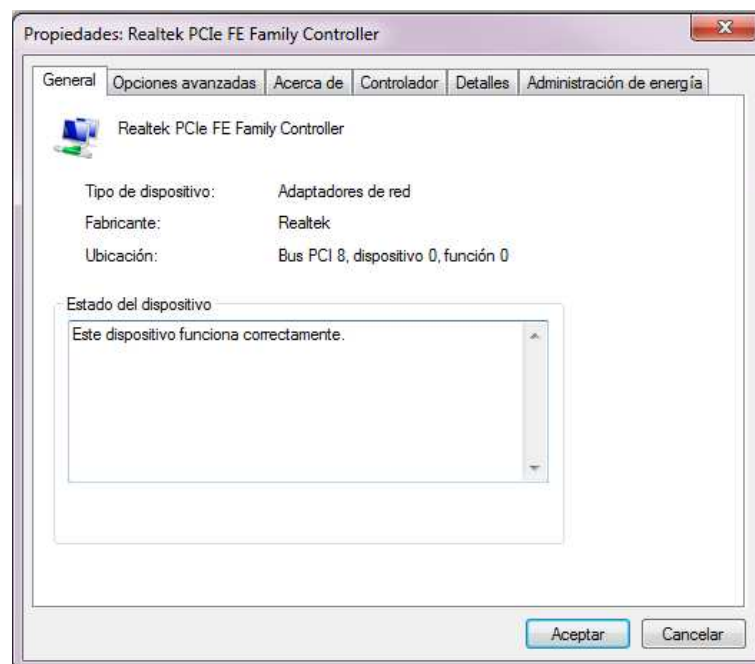 Propiedades: Realtek PCIe FE Family Controller
General Opciones avanzadas Acerca de Controlador Detalles Administración de energía
Realtek PCIe FE Family Controller
Tipo de dispositivo: Adaptadores de red
Fabricante: Realtek
Ubicación: Bus PCI 8, dispositivo 0, función 0
Estado del dispositivo
Este dispositivo funciona correctamente.
Aceptar Cancelar